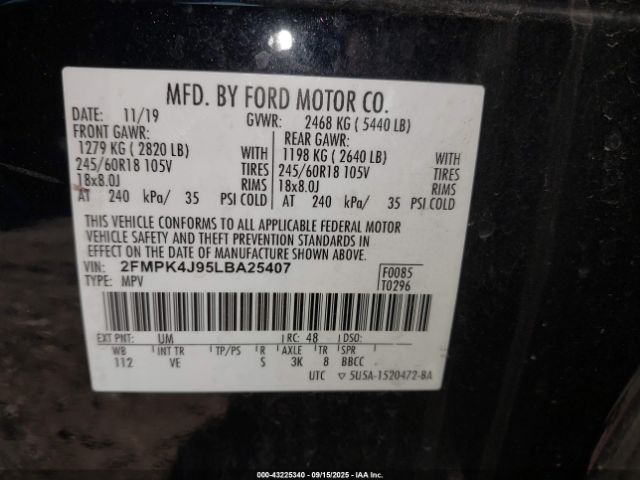 MFD. BY FORD MOTOR CO.
DATE: 11/19 GVWR: 2468 KG ( 5440 LB)
FRONT GAWR: REAR GAWR:
1279 KG ( 2820 LB) WITH 1198 KG ( 2640 LB) WITH
245/60R18 105V TIRES 245/60R18 105V TIRES
18x8.0J RIMS 18x8.0J RIMS
AT 240 kPa/ 35 PSI COLD AT 240 kPa/ 35 PSI COLD
THIS VEHICLE CONFORMS TO ALL APPLICABLE FEDERAL MOTOR
VEHICLE SAFETY AND THEFT PREVENTION STANDARDS IN
EFFECT ON THE DATE OF MANUFACTURE SHOWN ABOVE.
VIN: 2FMPK4J95LBA25407 F0085
TYPE: MPV T0296
EXT PNT: UM RC: 48 DSO:
WB INT TR TP/PS R AXLE TR SPR
112 VE S 3K 8 BBCC
UTC ▽ 5U5A-1520472-BA
000-43225340 - 09/15/2025 - IAA Inc.